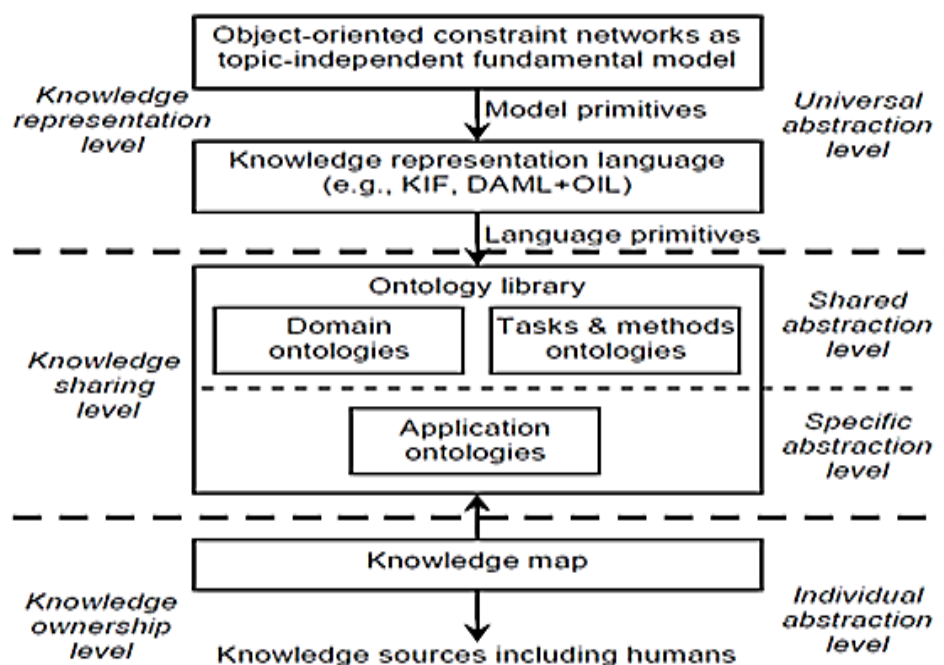 Object-oriented constraint networks as
topic-independent fundamental model
Knowledge
representation
level
Model primitives
Universal
abstraction
level
Knowledge representation language
(e.g., KIF, DAML+OIL)
Language primitives
Ontology library
Domain
ontologies
Tasks & methods
ontologies
Shared
abstraction
level
Knowledge
sharing
level
Application
ontologies
Specific
abstraction
level
Knowledge map
Knowledge
ownership
level
Individual
abstraction
level
Knowledge sources including humans